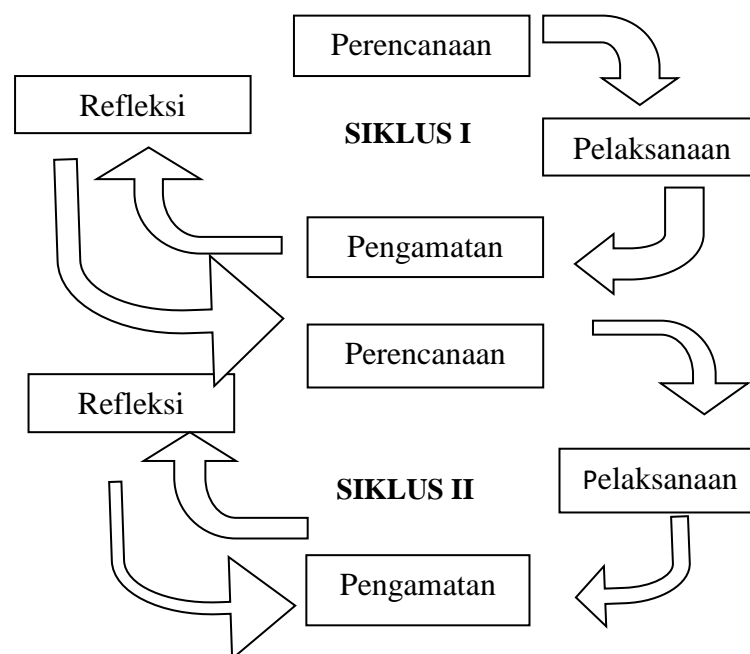 Perencanaan
Refleksi
SIKLUS I
Pelaksanaan
Pengamatan
Perencanaan
Refleksi
SIKLUS II
Pelaksanaan
Pengamatan